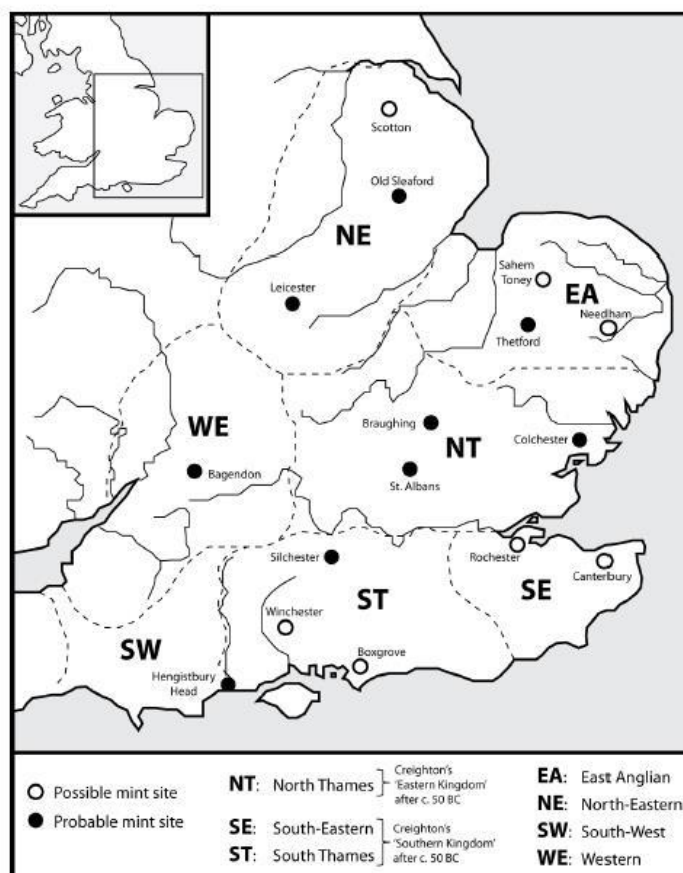 Scotton
Old Sleaford
NE
Leicester
Sahem
Toney
EA
Needham
Thetford
WE
Braughing
NT
Colchester
Bagendon
St. Albans
Silchester
Rochester
Canterbury
ST
SE
Winchester
SW
Boxgrove
Hengistbury
Head
Possible mint site
Probable mint site
NT: North Thames
Creighton's
'Eastern Kingdom'
after c. 50 BC
SE: South-Eastern
ST: South Thames
Creighton's
'Southern Kingdom'
after c. 50 BC
EA: East Anglian
NE: North-Eastern
SW: South-West
WE: Western